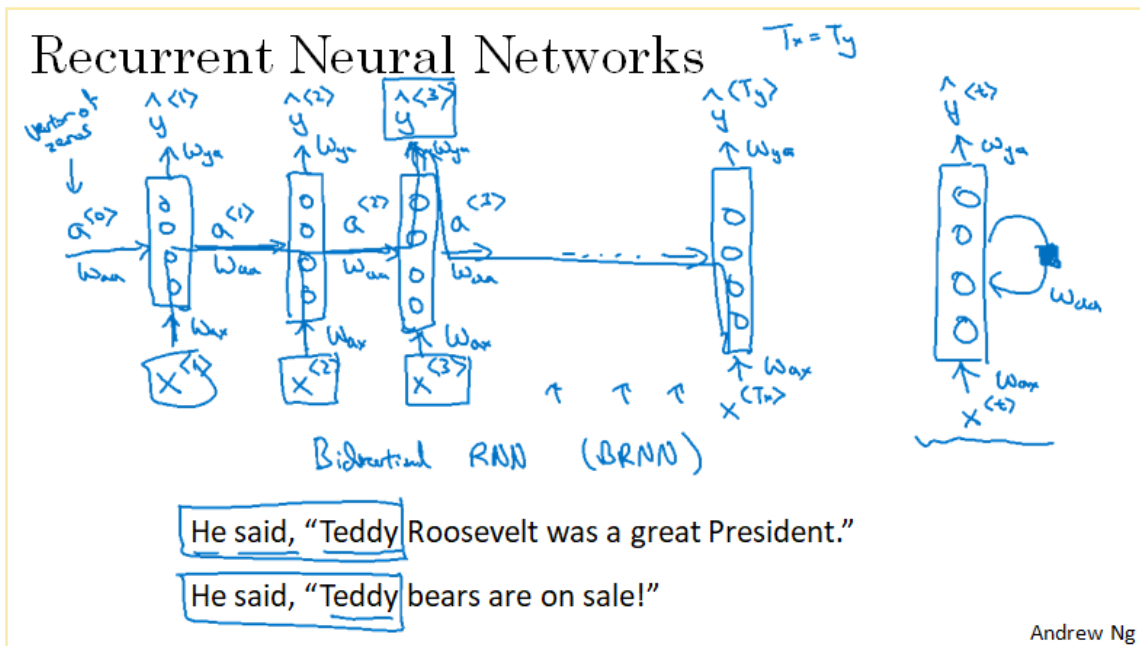 Recurrent Neural Networks
Tx = Ty
vector of zeros
ŷ<1> ŷ<2> ŷ<3> ŷ<Ty> ŷ<t>
Wya Wya Wya Wya Wya
a<0> a<1> a<2> a<3> - . . . . -
Waa Waa Waa Waa Waa
Wax Wax Wax Wax Wax
x<1> x<2> x<3> x<Tx> x<t>
Bidirectional RNN (BRNN)
He said, “Teddy Roosevelt was a great President.”
He said, “Teddy bears are on sale!”
Andrew Ng